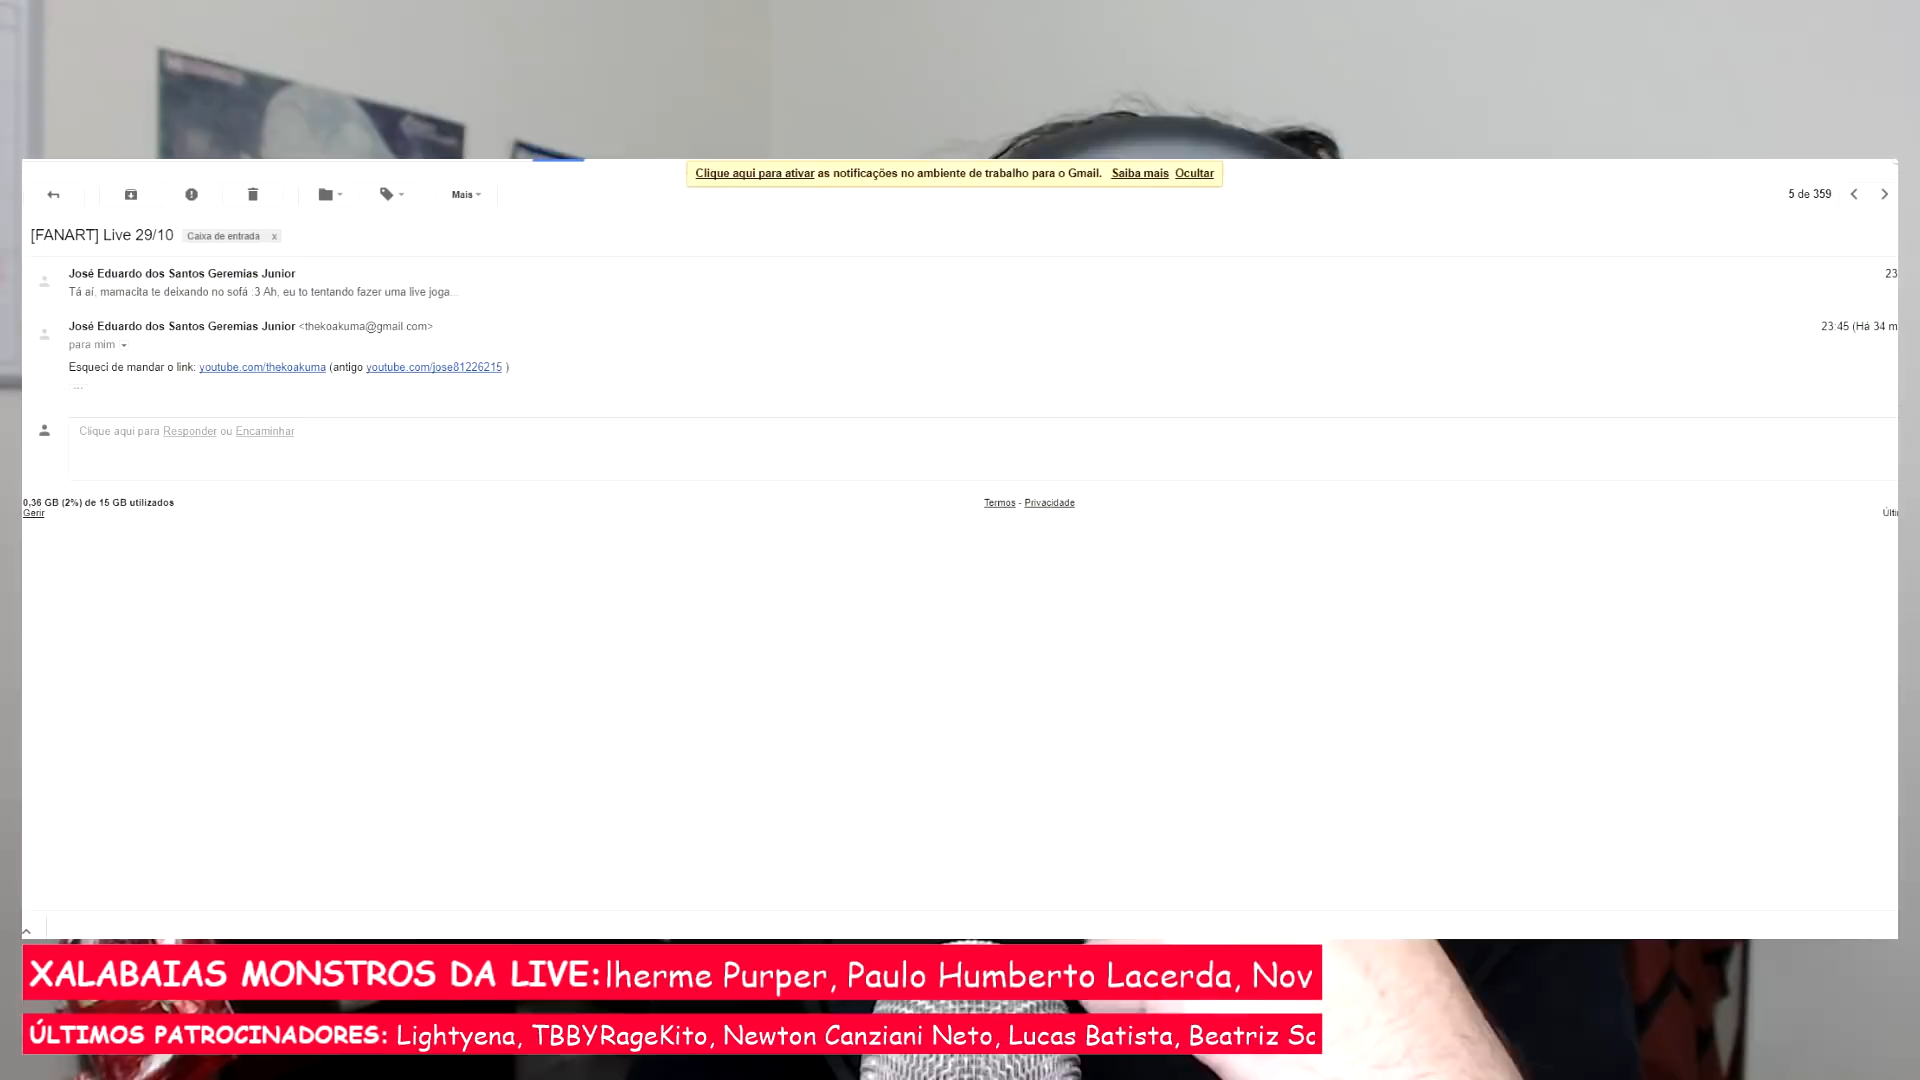 Clique aqui para ativar as notificações no ambiente de trabalho para o Gmail. Saiba mais Ocultar
Mais
5 de 359
[FANART] Live 29/10 Caixa de entrada x
José Eduardo dos Santos Geremias Junior
23
Tá aí, mamacita te deixando no sofá :3 Ah, eu to tentando fazer uma live joga...
José Eduardo dos Santos Geremias Junior <thekoakuma@gmail.com>
23:45 (Há 34 m
para mim
Esqueci de mandar o link: youtube.com/thekoakuma (antigo youtube.com/jose81226215 )
...
Clique aqui para Responder ou Encaminhar
0,36 GB (2%) de 15 GB utilizados
Gerir
Termos - Privacidade
Últi
XALABAIAS MONSTROS DA LIVE: lherme Purper, Paulo Humberto Lacerda, Nov
ÚLTIMOS PATROCINADORES: Lightyena, TBBYRageKito, Newton Canziani Neto, Lucas Batista, Beatriz So